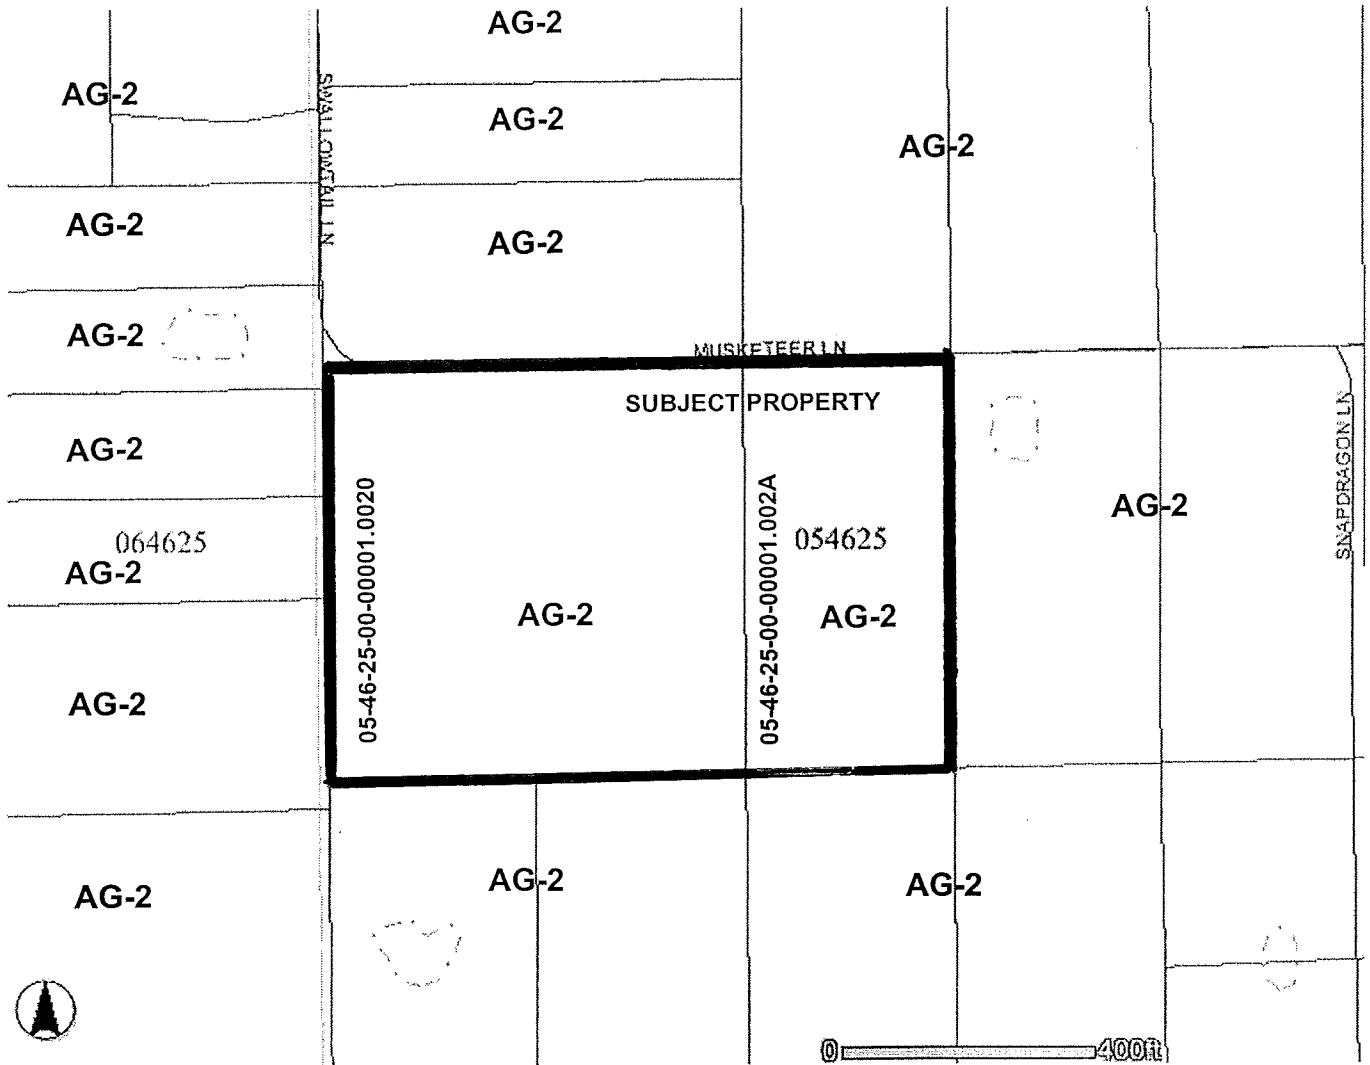 AG-2
AG-2
SWALLOWTAIL LN
AG-2
AG-2
AG-2
AG-2
AG-2
MUSKETEER LN
SUBJECT PROPERTY
AG-2
05-46-25-00-00001.0020
05-46-25-00-00001.002A
SNAPDRAGON LN
AG-2
064625
054625
AG-2
AG-2
AG-2
AG-2
AG-2
AG-2
AG-2
0
400ft